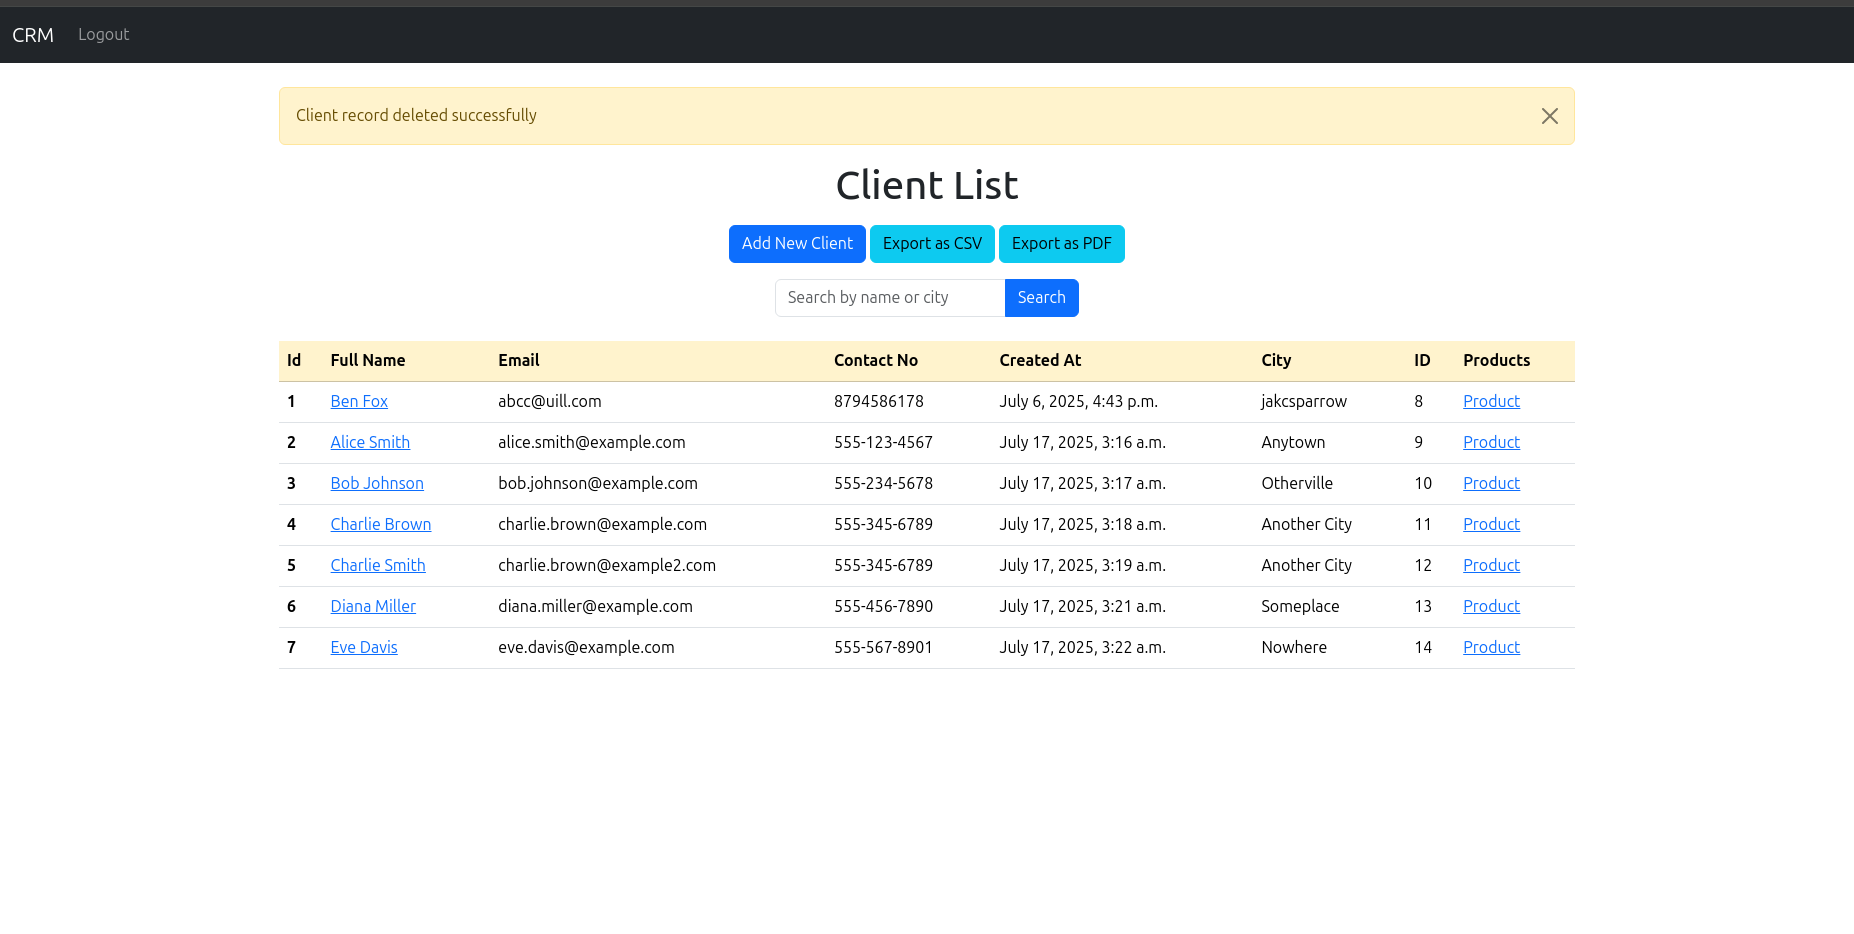 CRM Logout
Client record deleted successfully
Client List
Add New Client Export as CSV Export as PDF
Search by name or city Search
Id Full Name Email Contact No Created At City ID Products
1 Ben Fox abcc@uill.com 8794586178 July 6, 2025, 4:43 p.m. jakcsparrow 8 Product
2 Alice Smith alice.smith@example.com 555-123-4567 July 17, 2025, 3:16 a.m. Anytown 9 Product
3 Bob Johnson bob.johnson@example.com 555-234-5678 July 17, 2025, 3:17 a.m. Otherville 10 Product
4 Charlie Brown charlie.brown@example.com 555-345-6789 July 17, 2025, 3:18 a.m. Another City 11 Product
5 Charlie Smith charlie.brown@example2.com 555-345-6789 July 17, 2025, 3:19 a.m. Another City 12 Product
6 Diana Miller diana.miller@example.com 555-456-7890 July 17, 2025, 3:21 a.m. Someplace 13 Product
7 Eve Davis eve.davis@example.com 555-567-8901 July 17, 2025, 3:22 a.m. Nowhere 14 Product